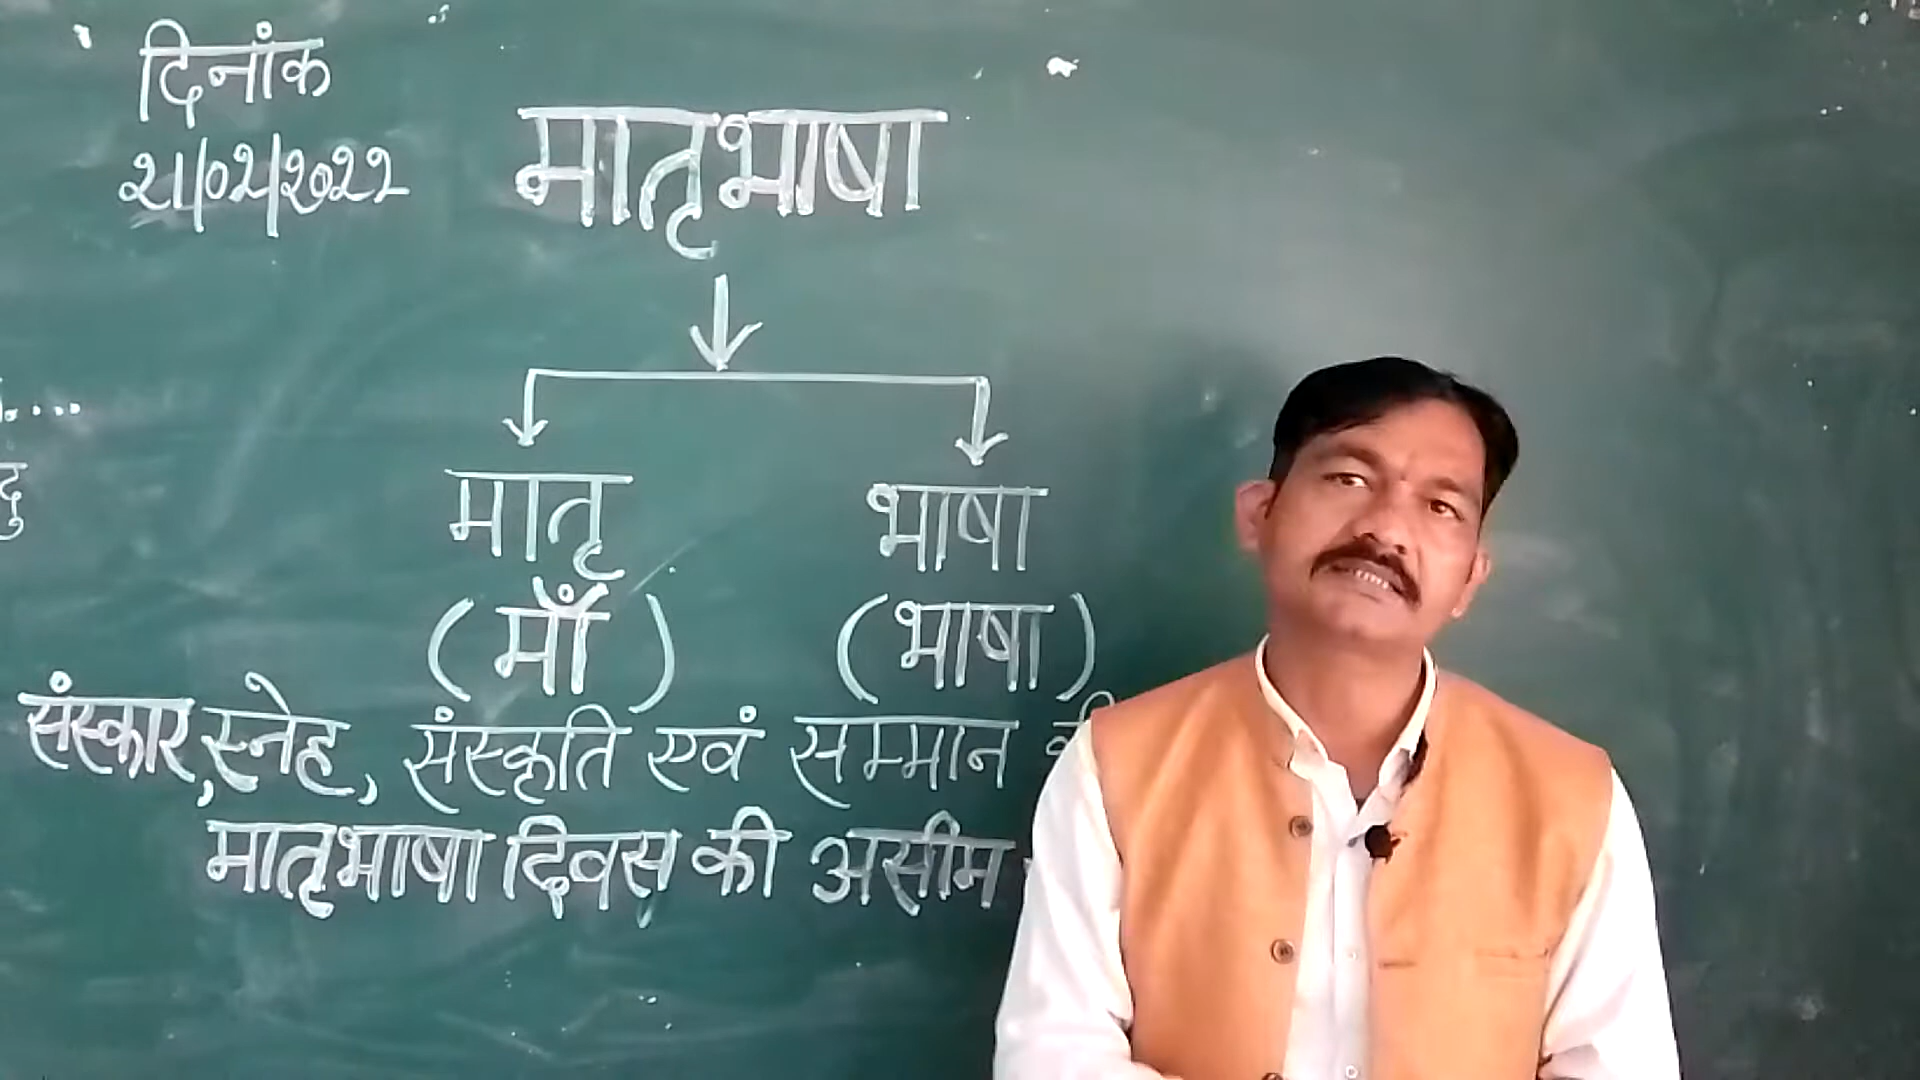 दिनांक
21/02/2022
मातृभाषा
मातृ भाषा
(माँ) (भाषा)
संस्कार, स्नेह, संस्कृति एवं सम्मान
मातृभाषा दिवस की असीम